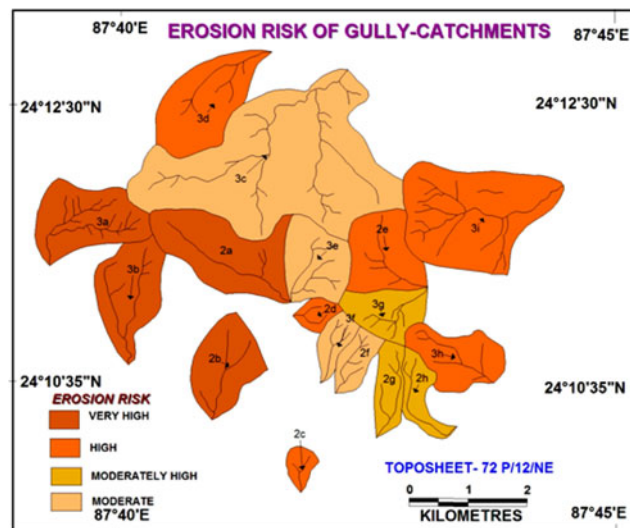 87°40'E
87°45'E
EROSION RISK OF GULLY-CATCHMENTS
24°12'30"N
24°12'30"N
3d
3c
3a
2a
3e
2e
3i
3b
2d
3g
3f
2f
3h
2b
2g
2h
24°10'35"N
24°10'35"N
EROSION RISK
VERY HIGH
HIGH
MODERATELY HIGH
MODERATE
2c
TOPOSHEET- 72 P/12/NE
0 1 2
KILOMETRES
87°40'E
87°45'E